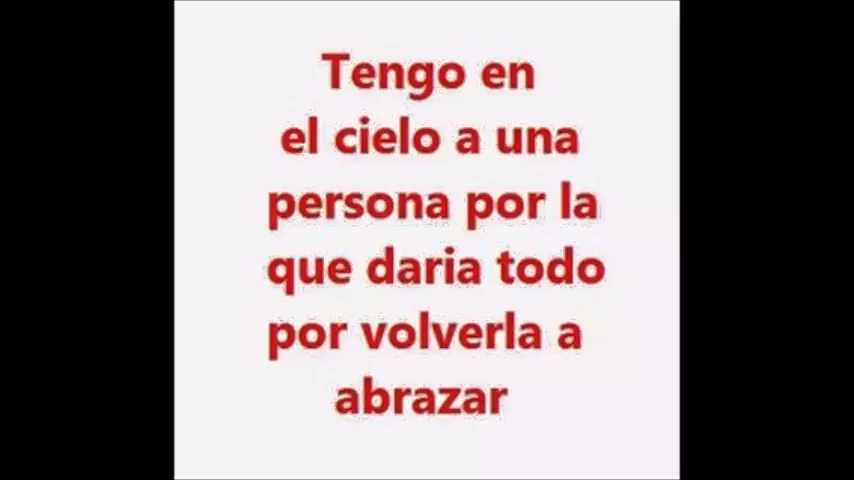 Tengo en
el cielo a una
persona por la
que daria todo
por volverla a
abrazar